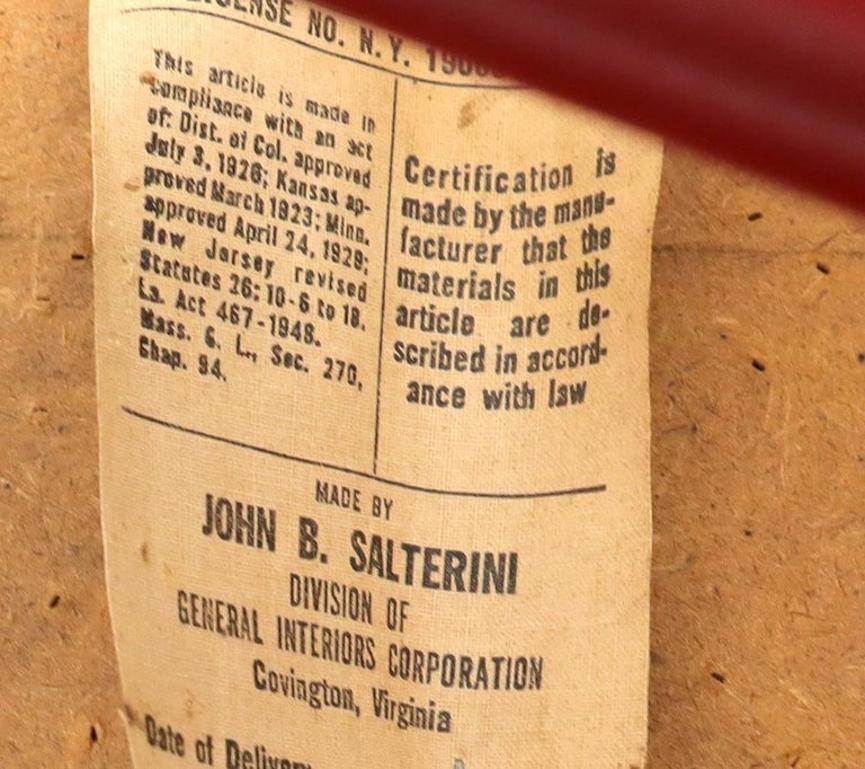 NO. N.Y.
This article is made in
compliance with an act
of: Dist. of Col. approved
July 3, 1926; Kansas ap-
proved March 1923; Minn.
approved April 24, 1929;
New Jersey revised
Statutes 26: 10-6 to 18.
La. Act 467-1948.
Mass. G. L., Sec. 270,
Chap. 94.
Certification is
made by the manu-
facturer that the
materials in this
article are de-
scribed in accord-
ance with law
MADE BY
JOHN B. SALTERINI
DIVISION OF
GENERAL INTERIORS CORPORATION
Covington, Virginia
Date of Delivery